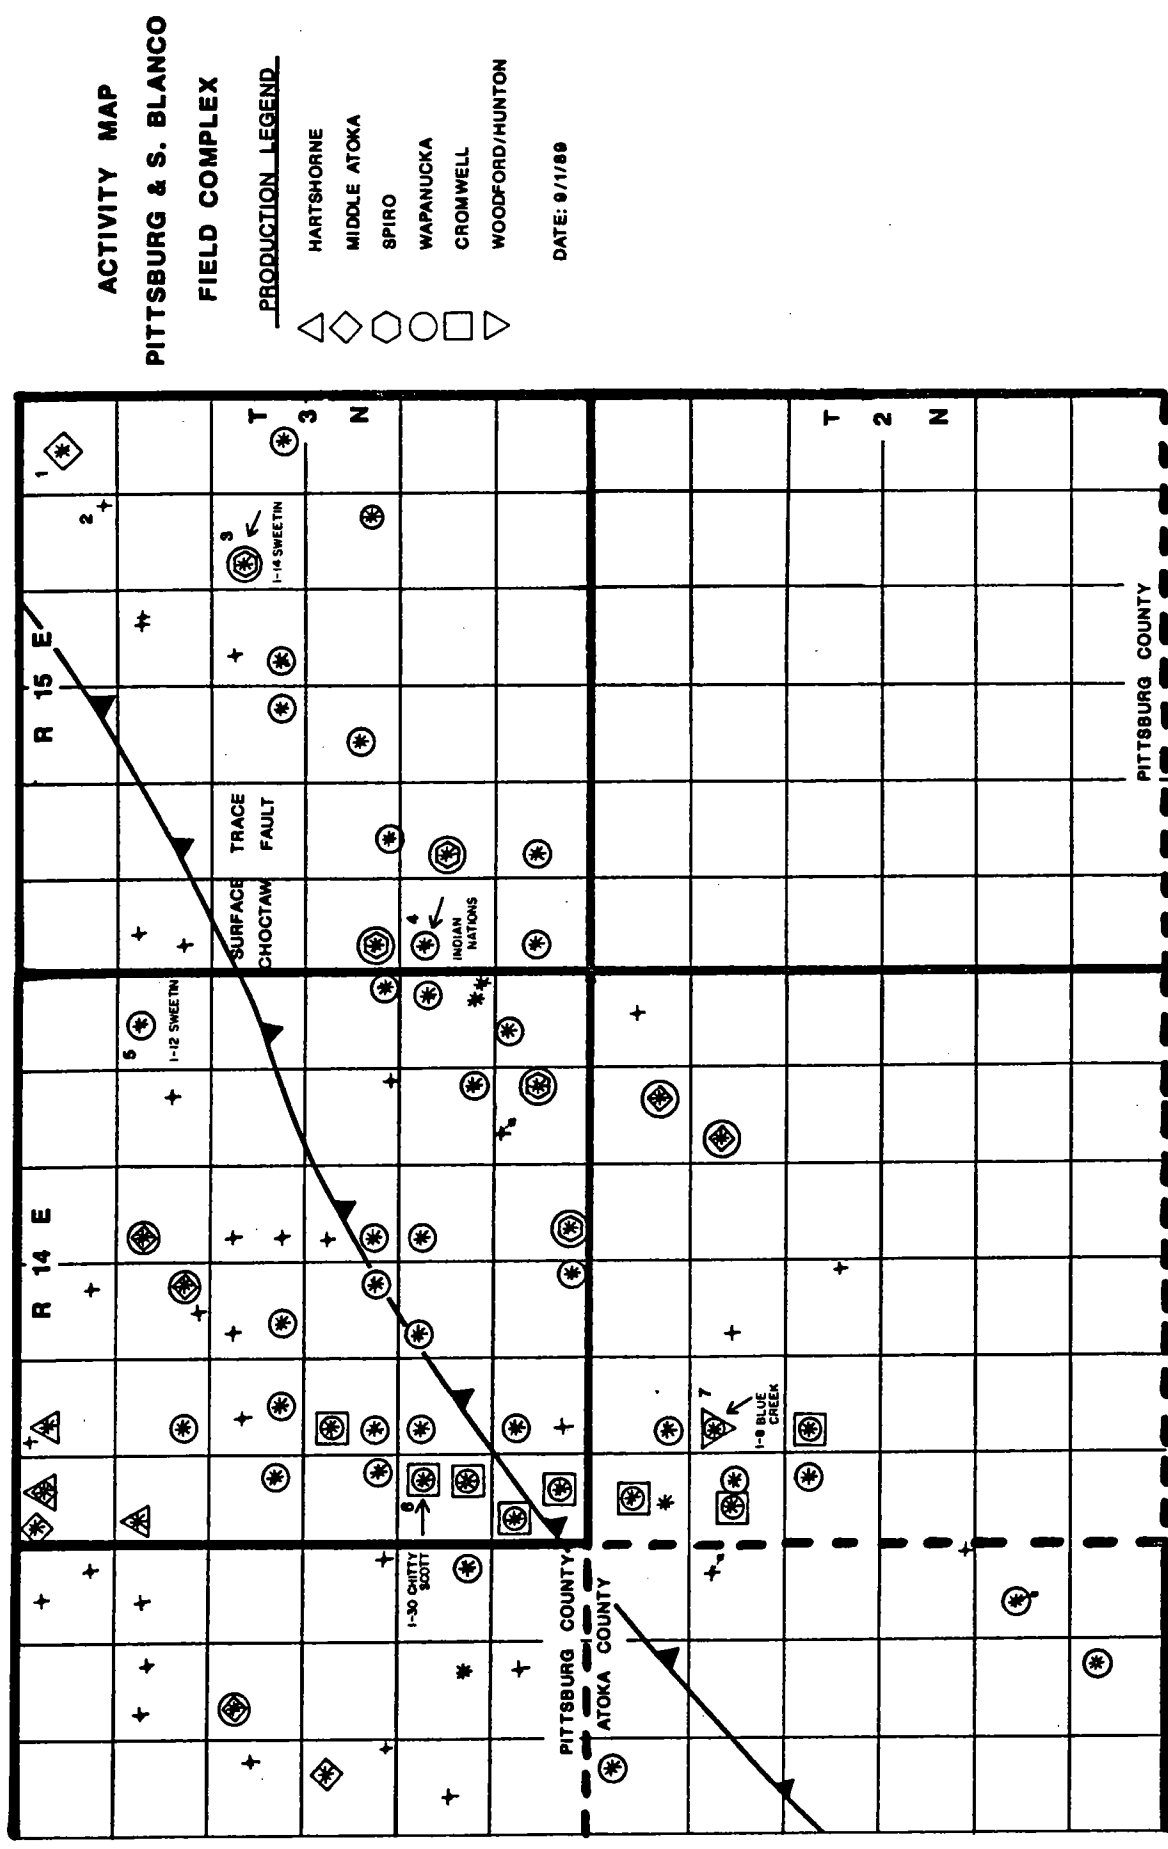 ACTIVITY MAP
PITTSBURG & S. BLANCO
FIELD COMPLEX
PRODUCTION LEGEND
HARTSHORNE
MIDDLE ATOKA
SPIRO
WAPANUCKA
CROMWELL
WOODFORD/HUNTON
DATE: 9/1/89
R 14 E
R 15 E
T 3 N
T 2 N
1
2
3
1-14 SWEETIN
SURFACE TRACE
CHOCTAW FAULT
4
INDIAN
NATIONS
5
1-12 SWEETIN
6
1-30 CHITTY
SCOTT
7
1-8 BLUE
CREEK
PITTSBURG COUNTY
ATOKA COUNTY
PITTSBURG COUNTY